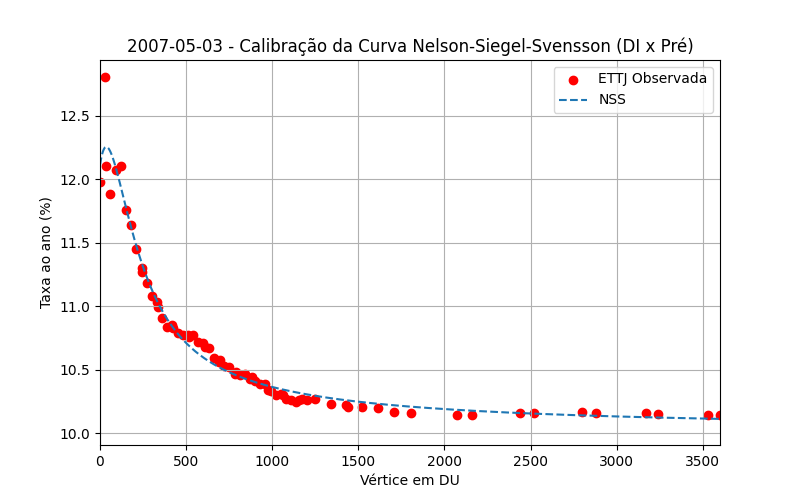 2007-05-03 - Calibração da Curva Nelson-Siegel-Svensson (DI x Pré)
ETTJ Observada
NSS
Taxa ao ano (%)
12.5
12.0
11.5
11.0
10.5
10.0
0 500 1000 1500 2000 2500 3000 3500
Vértice em DU